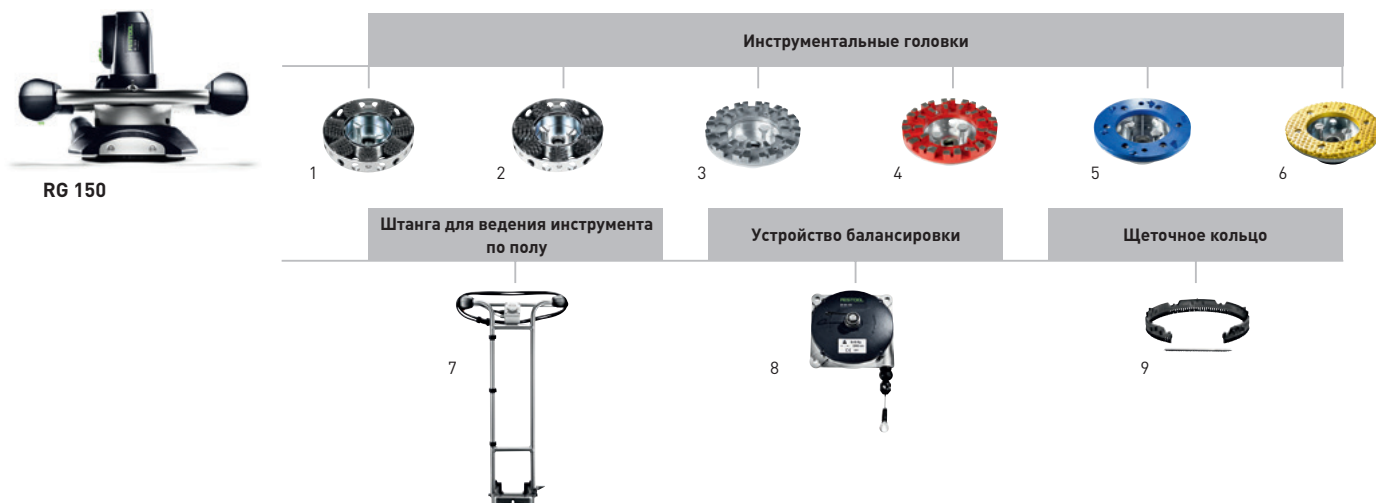 Инструментальные головки
1
2
3
4
5
6
RG 150
Штанга для ведения инструмента
по полу
Устройство балансировки
Щеточное кольцо
FESTOOL
7
8
9